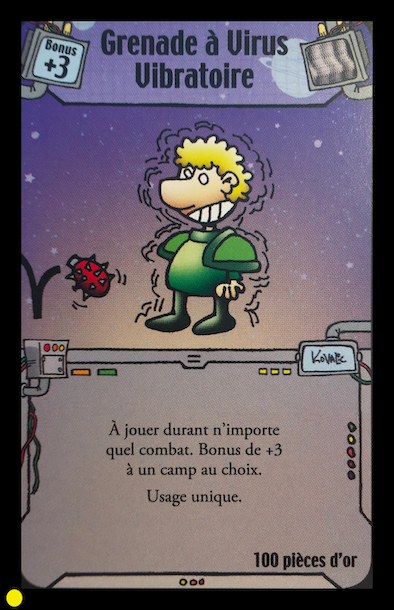 Bonus
+3
Grenade à Virus
Vibratoire
KOVALIC
À jouer durant n'importe
quel combat. Bonus de +3
à un camp au choix.
Usage unique.
100 pièces d'or